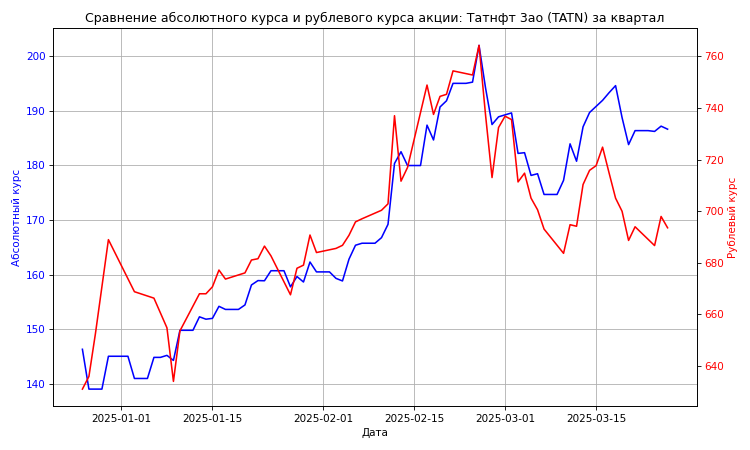 Сравнение абсолютного курса и рублевого курса акции: Татнфт 3ао (TATN) за квартал
200
190
180
170
160
150
140
Абсолютный курс
760
740
720
700
680
660
640
Рублевый курс
2025-01-01 2025-01-15 2025-02-01 2025-02-15 2025-03-01 2025-03-15
Дата